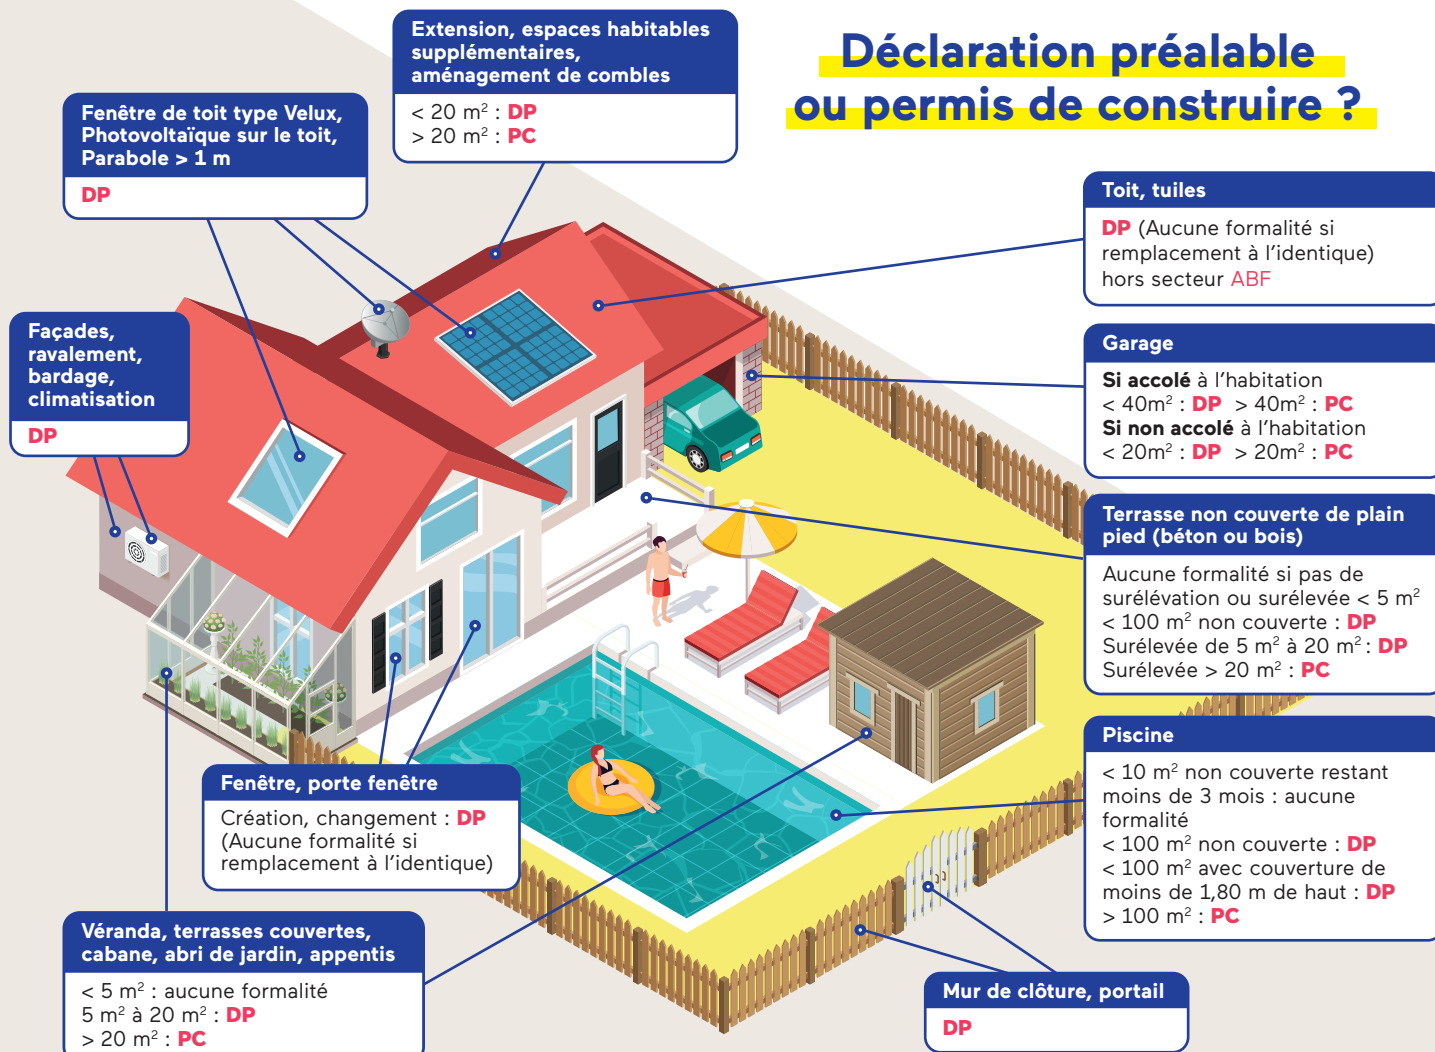 Déclaration préalable
ou permis de construire ?
Extension, espaces habitables
supplémentaires,
aménagement de combles
< 20 m² : DP
> 20 m² : PC
Fenêtre de toit type Velux,
Photovoltaïque sur le toit,
Parabole > 1 m
DP
Toit, tuiles
DP (Aucune formalité si
remplacement à l'identique)
hors secteur ABF
Façades,
ravalement,
bardage,
climatisation
DP
Garage
Si accolé à l'habitation
< 40m² : DP > 40m² : PC
Si non accolé à l'habitation
< 20m² : DP > 20m² : PC
Terrasse non couverte de plain
pied (béton ou bois)
Aucune formalité si pas de
surélévation ou surélevée < 5 m²
< 100 m² non couverte : DP
Surélevée de 5 m² à 20 m² : DP
Surélevée > 20 m² : PC
Piscine
< 10 m² non couverte restant
moins de 3 mois : aucune
formalité
< 100 m² non couverte : DP
< 100 m² avec couverture de
moins de 1,80 m de haut : DP
> 100 m² : PC
Fenêtre, porte fenêtre
Création, changement : DP
(Aucune formalité si
remplacement à l'identique)
Véranda, terrasses couvertes,
cabane, abri de jardin, appentis
< 5 m² : aucune formalité
5 m² à 20 m² : DP
> 20 m² : PC
Mur de clôture, portail
DP